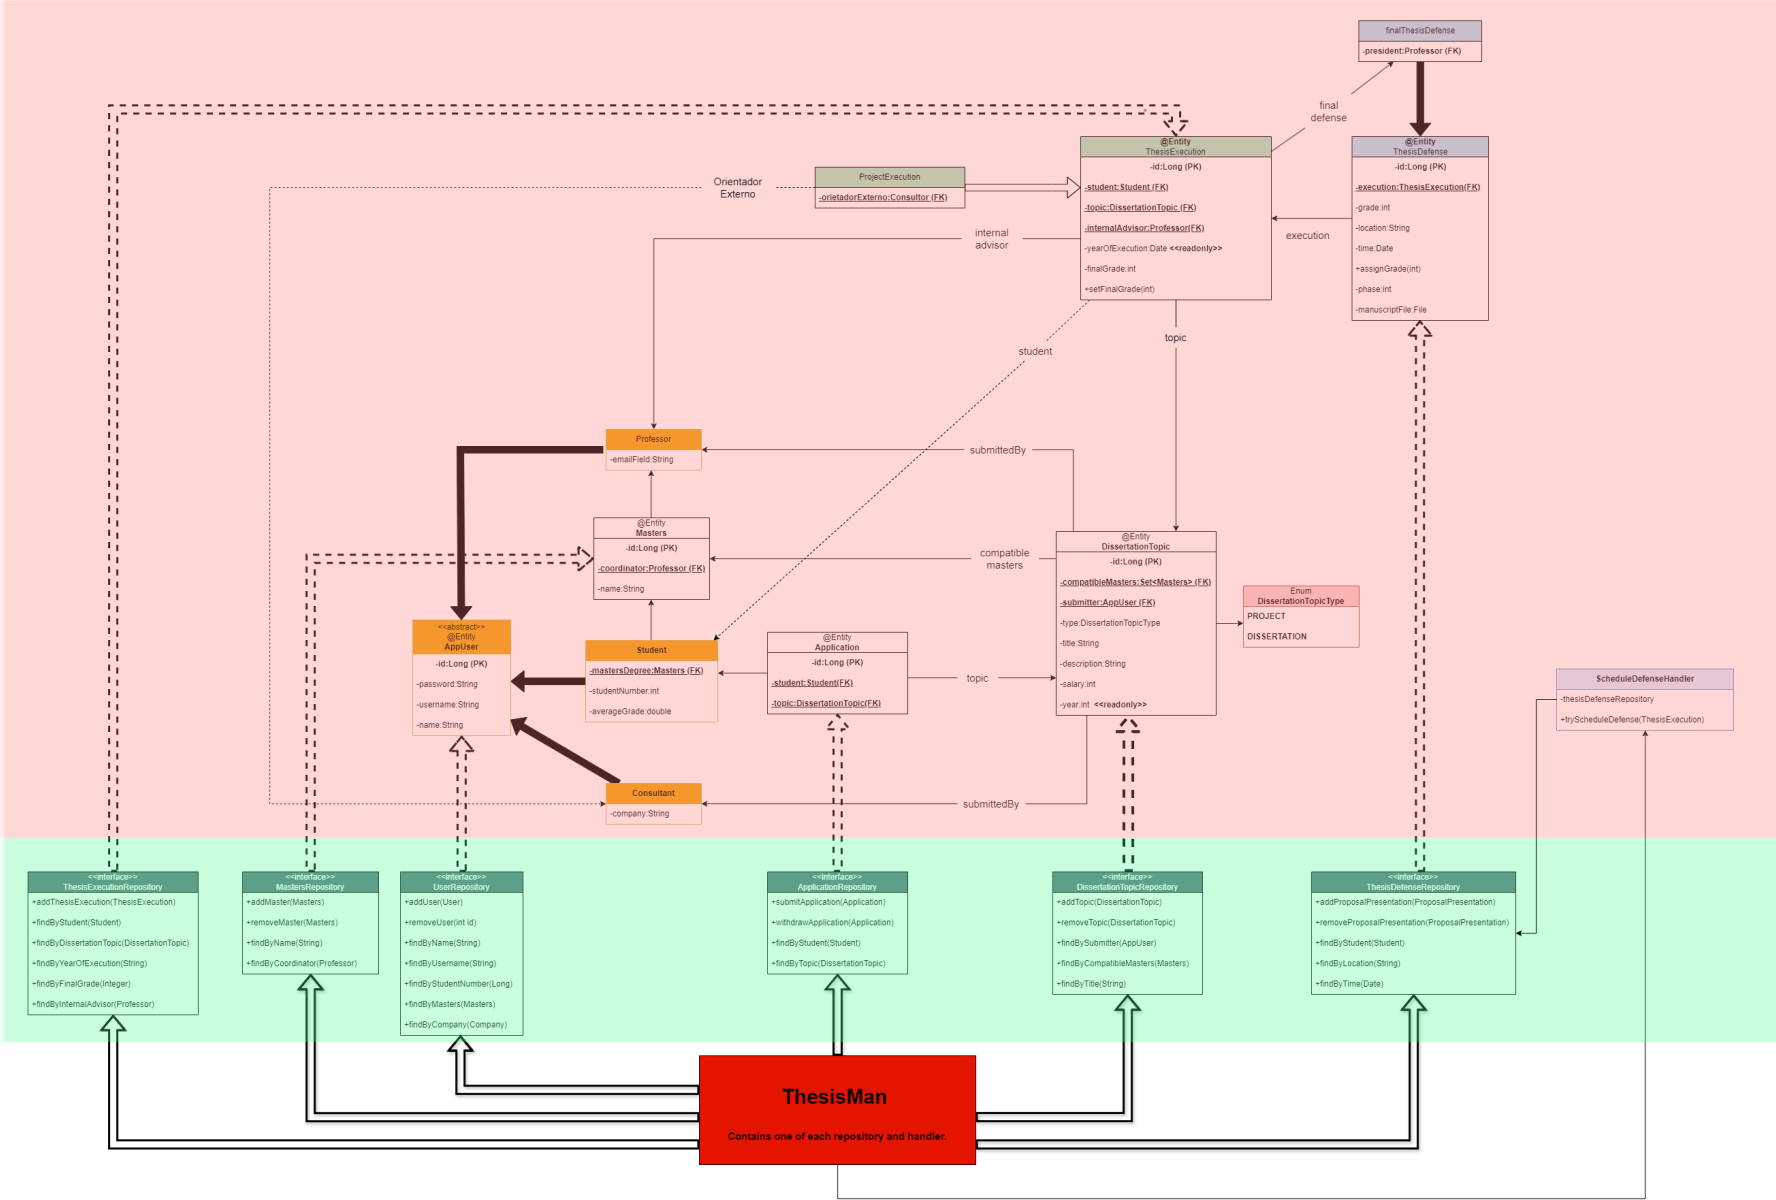 finalThesisDefense
-president:Professor (FK)
final
defense
@Entity
ThesisExecution
-id:Long (PK)
-student:Student (FK)
-topic:DissertationTopic (FK)
-internalAdvisor:Professor(FK)
-yearOfExecution:Date <<readonly>>
-finalGrade:int
+setFinalGrade(int)
@Entity
ThesisDefense
-id:Long (PK)
-execution:ThesisExecution(FK)
-grade:int
-location:String
-time:Date
+assignGrade(int)
-phase:int
-manuscriptFile:File
execution
ProjectExecution
-orietadorExterno:Consultor (FK)
Orientador
Externo
internal
advisor
student
topic
Professor
-emailField:String
submittedBy
@Entity
Masters
-id:Long (PK)
-coordinator:Professor (FK)
-name:String
compatible
masters
@Entity
DissertationTopic
-id:Long (PK)
-compatibleMasters:Set<Masters> (FK)
-submitter:AppUser (FK)
-type:DissertationTopicType
-title:String
-description:String
-salary:int
-year:int <<readonly>>
Enum
DissertationTopicType
PROJECT
DISSERTATION
<<abstract>>
@Entity
AppUser
-id:Long (PK)
-password:String
-username:String
-name:String
Student
-mastersDegree:Masters (FK)
-studentNumber:int
-averageGrade:double
@Entity
Application
-id:Long (PK)
-student:Student(FK)
-topic:DissertationTopic(FK)
topic
ScheduleDefenseHandler
-thesisDefenseRepository
+tryScheduleDefense(ThesisExecution)
Consultant
-company:String
submittedBy
<<interface>>
ThesisExecutionRepository
+addThesisExecution(ThesisExecution)
+findByStudent(Student)
+findByDissertationTopic(DissertationTopic)
+findByYearOfExecution(String)
+findByFinalGrade(Integer)
+findByInternalAdvisor(Professor)
<<interface>>
MastersRepository
+addMaster(Masters)
+removeMaster(Masters)
+findByName(String)
+findByCoordinator(Professor)
<<interface>>
UserRepository
+addUser(User)
+removeUser(int id)
+findByName(String)
+findByUsername(String)
+findByStudentNumber(Long)
+findByMasters(Masters)
+findByCompany(Company)
<<interface>>
ApplicationRepository
+submitApplication(Application)
+withdrawApplication(Application)
+findByStudent(Student)
+findByTopic(DissertationTopic)
<<interface>>
DissertationTopicRepository
+addTopic(DissertationTopic)
+removeTopic(DissertationTopic)
+findBySubmitter(AppUser)
+findByCompatibleMasters(Masters)
+findByTitle(String)
<<interface>>
ThesisDefenseRepository
+addProposalPresentation(ProposalPresentation)
+removeProposalPresentation(ProposalPresentation)
+findByStudent(Student)
+findByLocation(String)
+findByTime(Date)
ThesisMan
Contains one of each repository and handler.